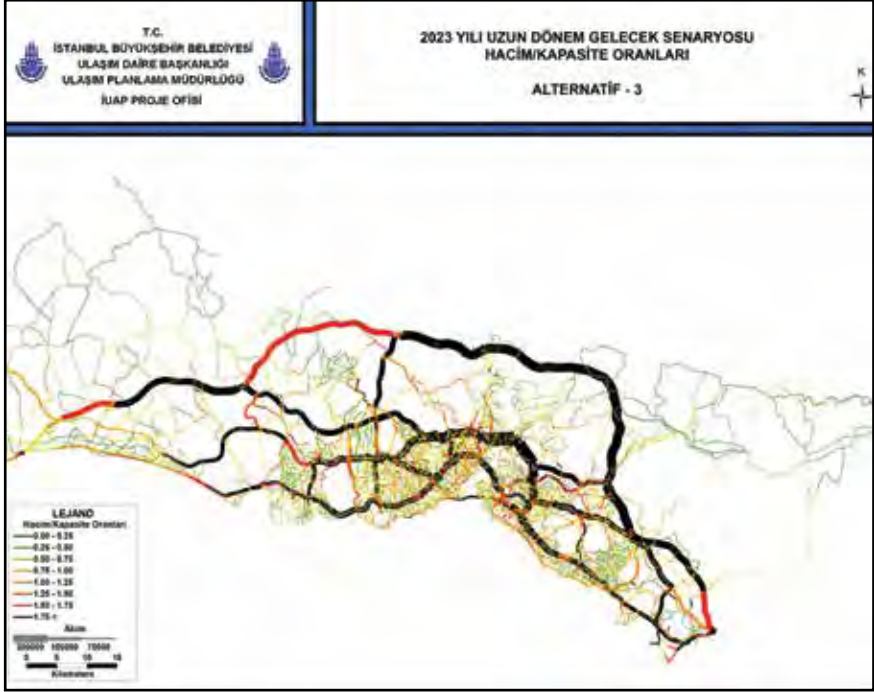 T.C.
İSTANBUL BÜYÜKŞEHİR BELEDİYESİ
ULAŞIM DAİRE BAŞKANLIĞI
ULAŞIM PLANLAMA MÜDÜRLÜĞÜ
İUAP PROJE OFİSİ
2023 YILI UZUN DÖNEM GELECEK SENARYOSU
HACİM/KAPASİTE ORANLARI
ALTERNATİF - 3
K
LEJAND
Hacim/Kapasite Oranları
0.00 - 0.25
0.25 - 0.50
0.50 - 0.75
0.75 - 1.00
1.00 - 1.25
1.25 - 1.50
1.50 - 1.75
1.75 <
Kilometers